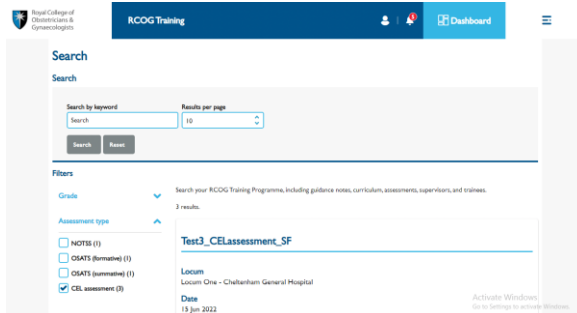 Royal College of
Obstetricians &
Gynaecologists
RCOG Training
Dashboard
Search
Search
Search by keyword
Results per page
Search
10
Search
Reset
Filters
Grade
Search your RCOG Training Programme, including guidance notes, curriculum, assessments, supervisors, and trainees.
3 results.
Assessment type
NOTSS (1)
OSATS (formative) (1)
OSATS (summative) (1)
CEL assessment (3)
Test3_CELassessment_SF
Locum
Locum One - Cheltenham General Hospital
Date
15 Jun 2022
Activate Windows
Go to Settings to activate Windows.